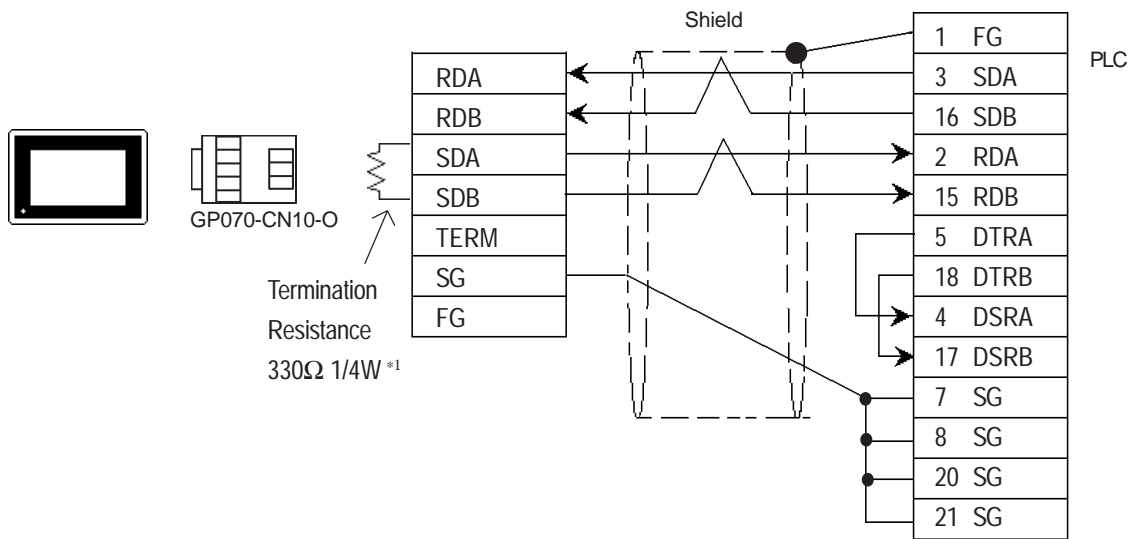 Shield
PLC
GP070-CN10-O
Termination
Resistance
330Ω 1/4W *1
RDA
RDB
SDA
SDB
TERM
SG
FG
1 FG
3 SDA
16 SDB
2 RDA
15 RDB
5 DTRA
18 DTRB
4 DSRA
17 DSRB
7 SG
8 SG
20 SG
21 SG